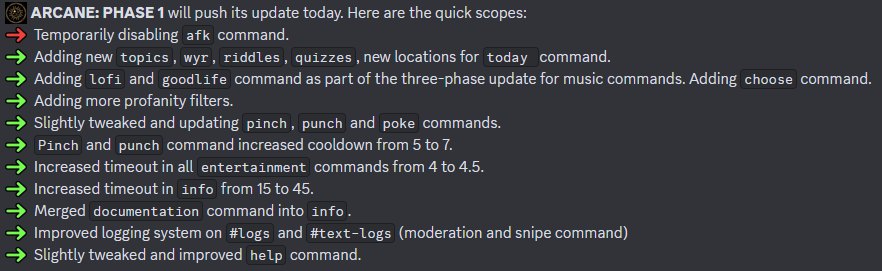 ARCANE: PHASE 1 will push its update today. Here are the quick scopes:
Temporarily disabling afk command.
Adding new topics, wyr, riddles, quizzes, new locations for today command.
Adding lofi and goodlife command as part of the three-phase update for music commands. Adding choose command.
Adding more profanity filters.
Slightly tweaked and updating pinch, punch and poke commands.
Pinch and punch command increased cooldown from 5 to 7.
Increased timeout in all entertainment commands from 4 to 4.5.
Increased timeout in info from 15 to 45.
Merged documentation command into info.
Improved logging system on #logs and #text-logs (moderation and snipe command)
Slightly tweaked and improved help command.